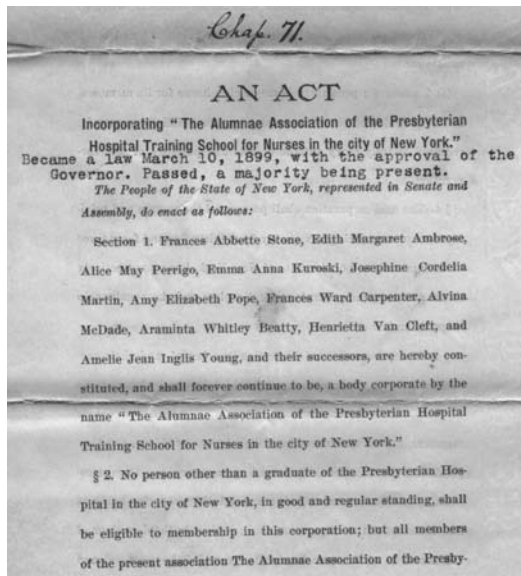 Chap. 71.
AN ACT
Incorporating "The Alumnae Association of the Presbyterian
Hospital Training School for Nurses in the city of New York."
Became a law March 10, 1899, with the approval of the
Governor. Passed, a majority being present.
The People of the State of New York, represented in Senate and
Assembly, do enact as follows:
Section 1. Frances Abbette Stone, Edith Margaret Ambrose,
Alice May Perrigo, Emma Anna Kuroski, Josephine Cordelia
Martin, Amy Elizabeth Pope, Frances Ward Carpenter, Alvina
McDade, Araminta Whitley Beatty, Henrietta Van Cleft, and
Amelie Jean Inglis Young, and their successors, are hereby con-
stituted, and shall forever continue to be, a body corporate by the
name "The Alumnae Association of the Presbyterian Hospital
Training School for Nurses in the city of New York."
§ 2. No person other than a graduate of the Presbyterian Hos-
pital in the city of New York, in good and regular standing, shall
be eligible to membership in this corporation; but all members
of the present association The Alumnae Association of the Presby-